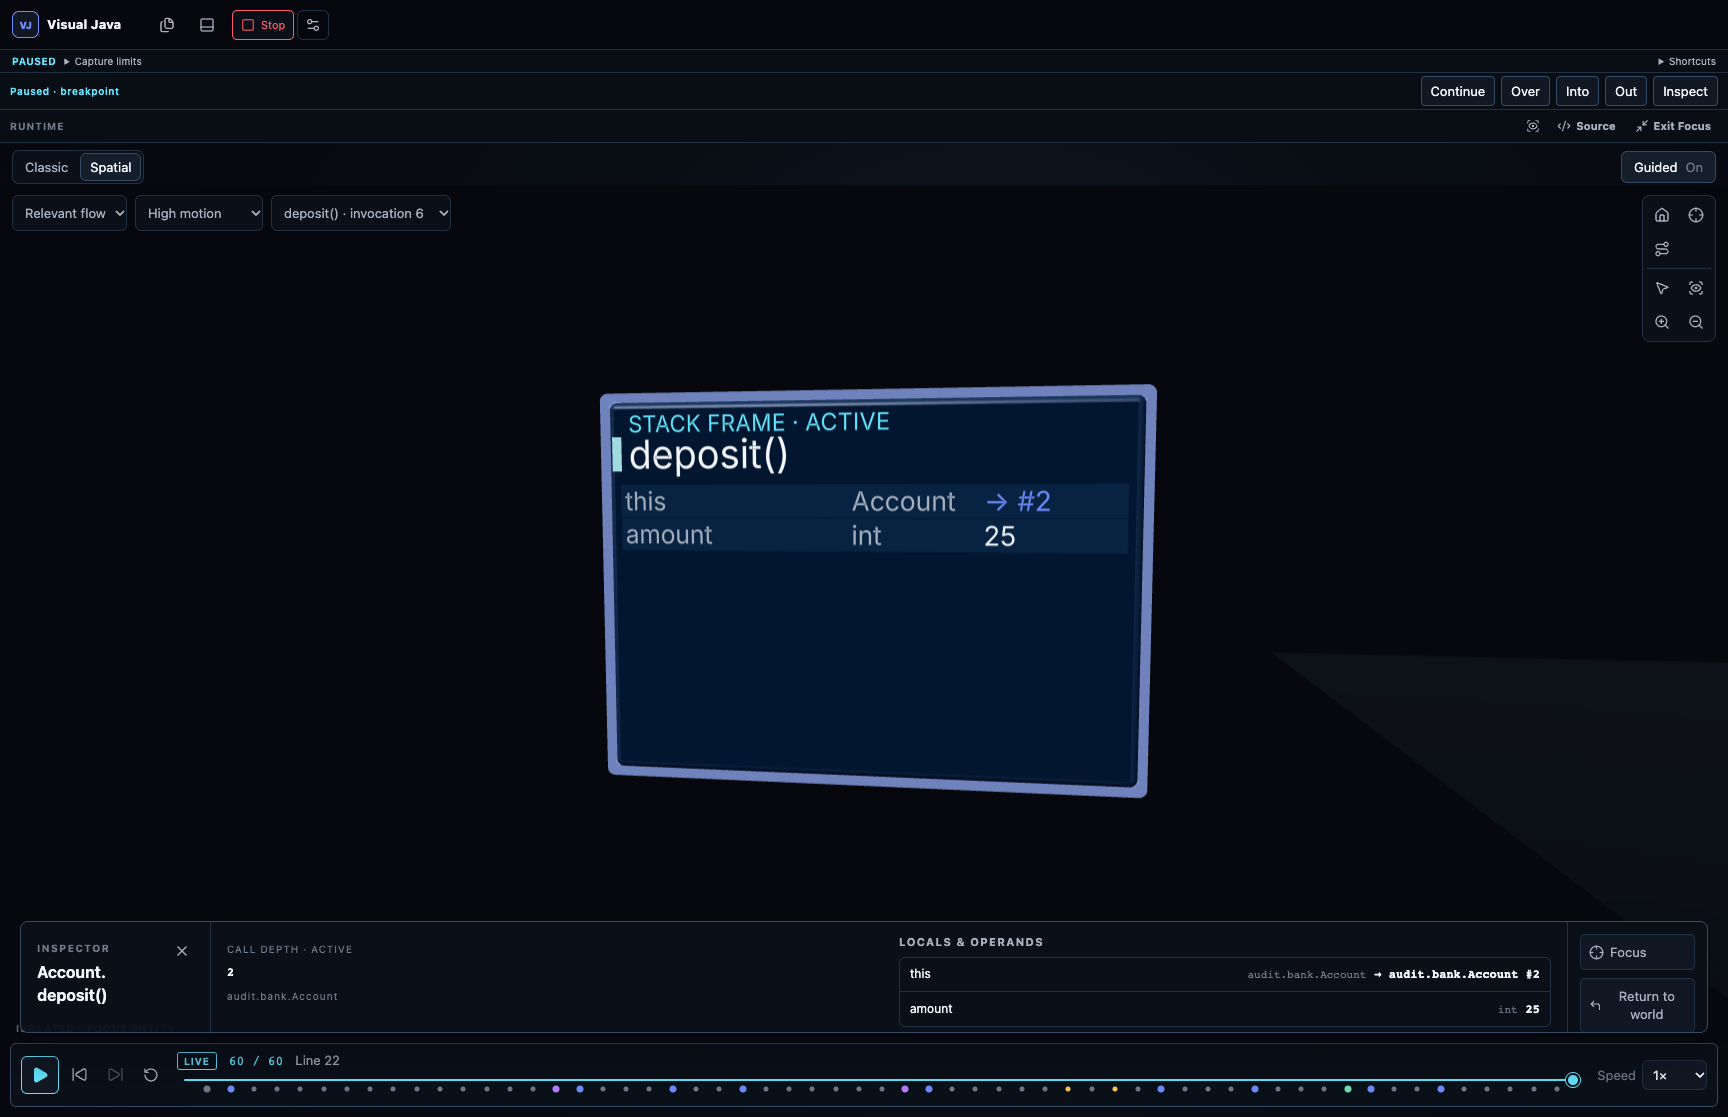 VJ Visual Java Stop
PAUSED Capture limits Shortcuts
Paused · breakpoint Continue Over Into Out Inspect
RUNTIME </> Source Exit Focus
Classic Spatial Guided On
Relevant flow High motion deposit() · invocation 6
STACK FRAME · ACTIVE
deposit()
this Account → #2
amount int 25
INSPECTOR
Account.
deposit()
CALL DEPTH · ACTIVE
2
audit.bank.Account
LOCALS & OPERANDS
this audit.bank.Account → audit.bank.Account #2
amount int 25
Focus
Return to
world
LIVE 60 / 60 Line 22
Speed 1×